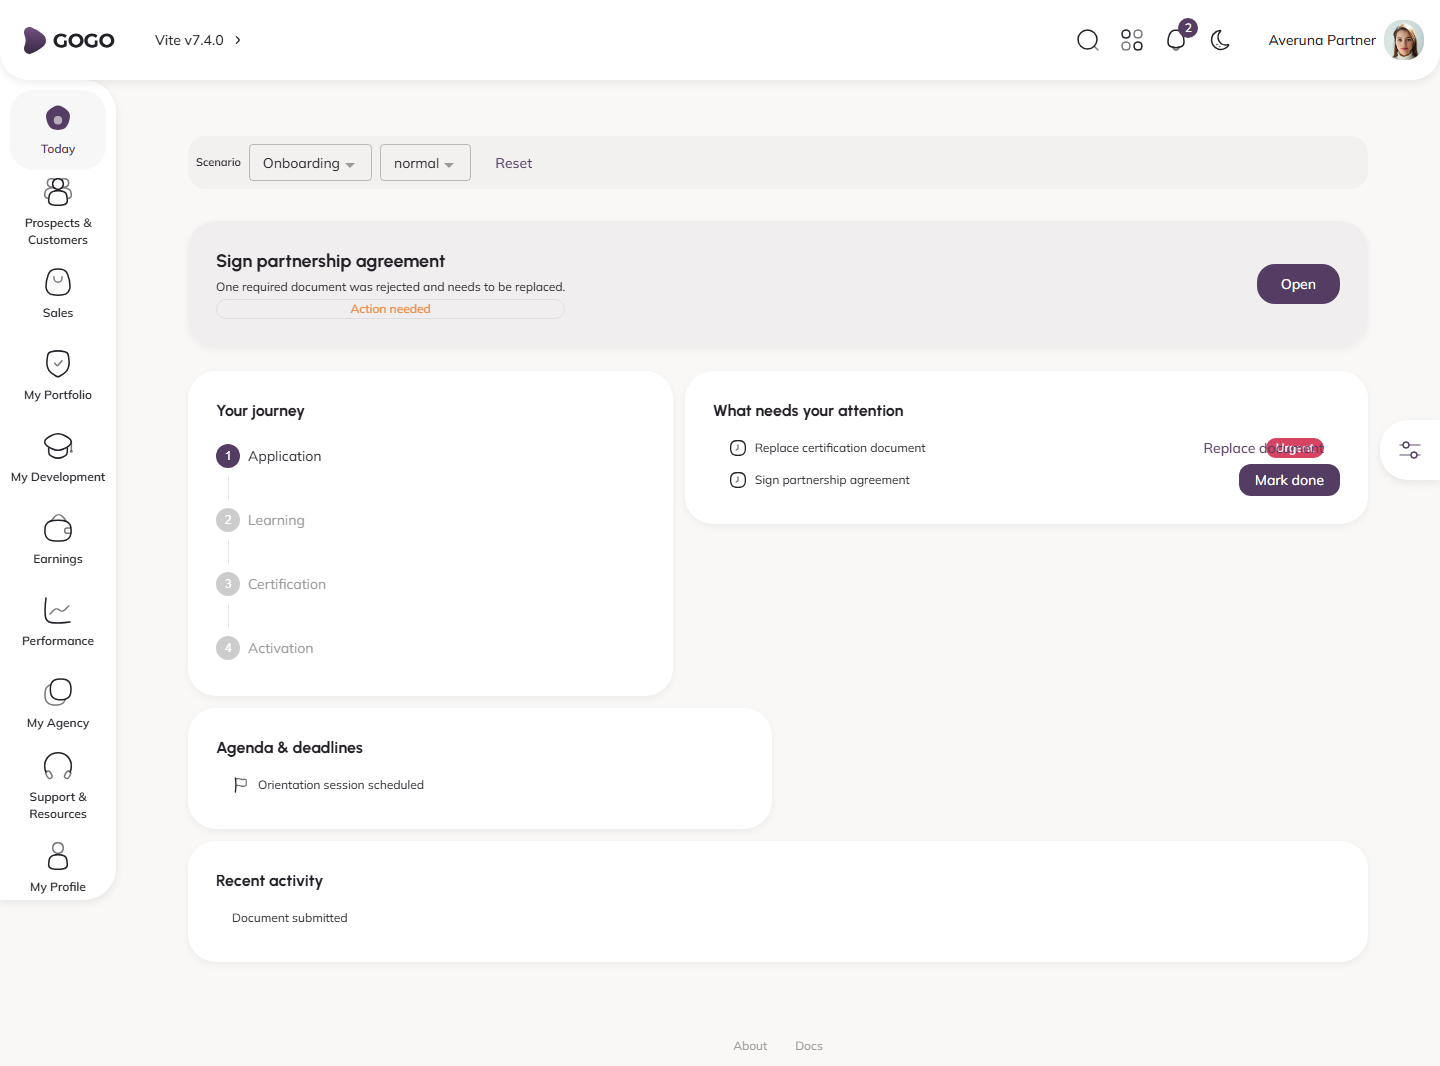 GOGO
Vite v7.4.0
2
Averuna Partner
Today
Prospects &
Customers
Sales
My Portfolio
My Development
Earnings
Performance
My Agency
Support &
Resources
My Profile
Scenario
Onboarding
normal
Reset
Sign partnership agreement
One required document was rejected and needs to be replaced.
Action needed
Open
Your journey
1 Application
2 Learning
3 Certification
4 Activation
What needs your attention
Replace certification document
Replace document
Urgent
Sign partnership agreement
Mark done
Agenda & deadlines
Orientation session scheduled
Recent activity
Document submitted
About
Docs